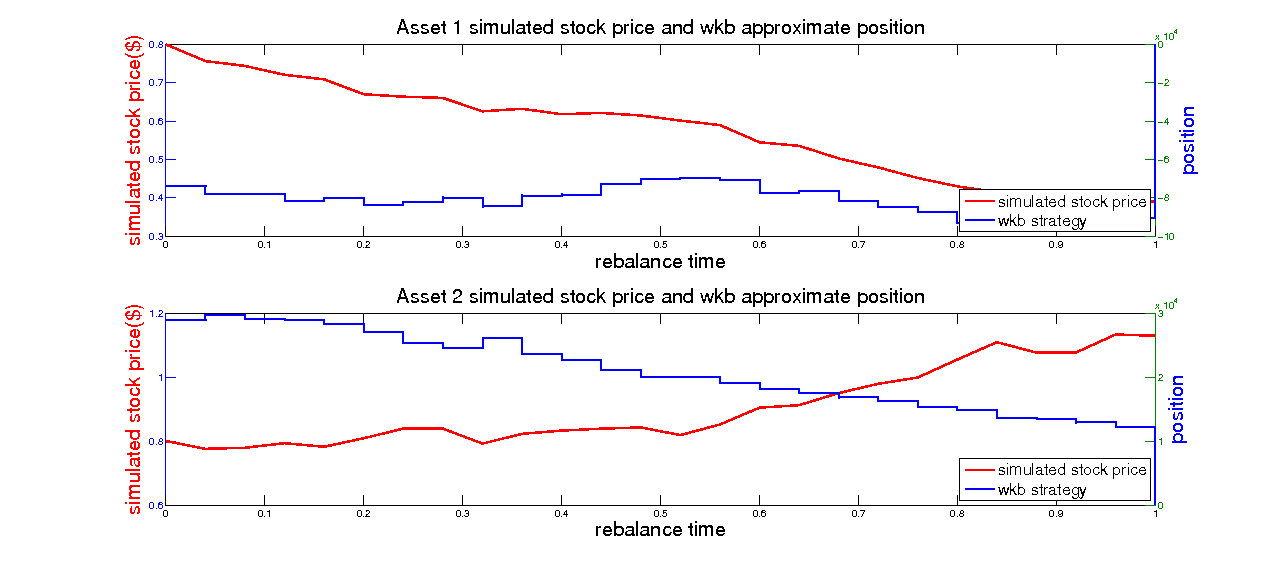 Asset 1 simulated stock price and wkb approximate position
x 10^4
simulated stock price($)
0.8
0.7
0.6
0.5
0.4
0.3
0
-2
-4
-6
-8
-10
position
simulated stock price
wkb strategy
0 0.1 0.2 0.3 0.4 0.5 0.6 0.7 0.8 0.9 1
rebalance time
Asset 2 simulated stock price and wkb approximate position
x 10^4
simulated stock price($)
1.2
1
0.8
0.6
3
2
1
0
position
simulated stock price
wkb strategy
0 0.1 0.2 0.3 0.4 0.5 0.6 0.7 0.8 0.9 1
rebalance time